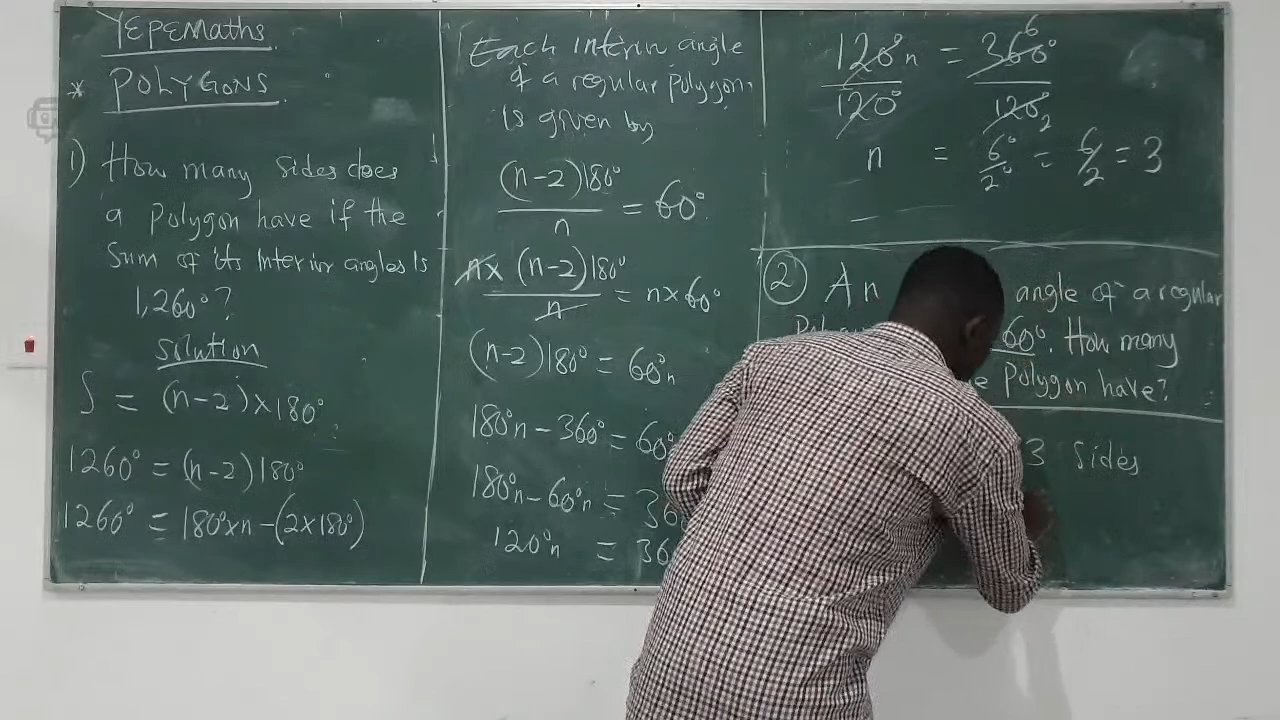 YEPEMaths
* POLYGONS
1) How many sides does
a polygon have if the
Sum of its Interior angles is
1,260°?
solution
S = (n-2)×180°
1260° = (n-2)180°
1260° = 180°×n-(2×180°)
Each interior angle
of a regular polygon
is given by
(n-2)180°/n = 60°
n×(n-2)180°/n = n×60°
(n-2)180° = 60°n
180°n - 360° = 60°
180°n - 60°n = 36
120°n = 36
120°n/120° = 360°/120° 6 2
n = 6°/2° = 6/2 = 3
② An angle of a regular
60°. How many
Polygon have?
3 Sides